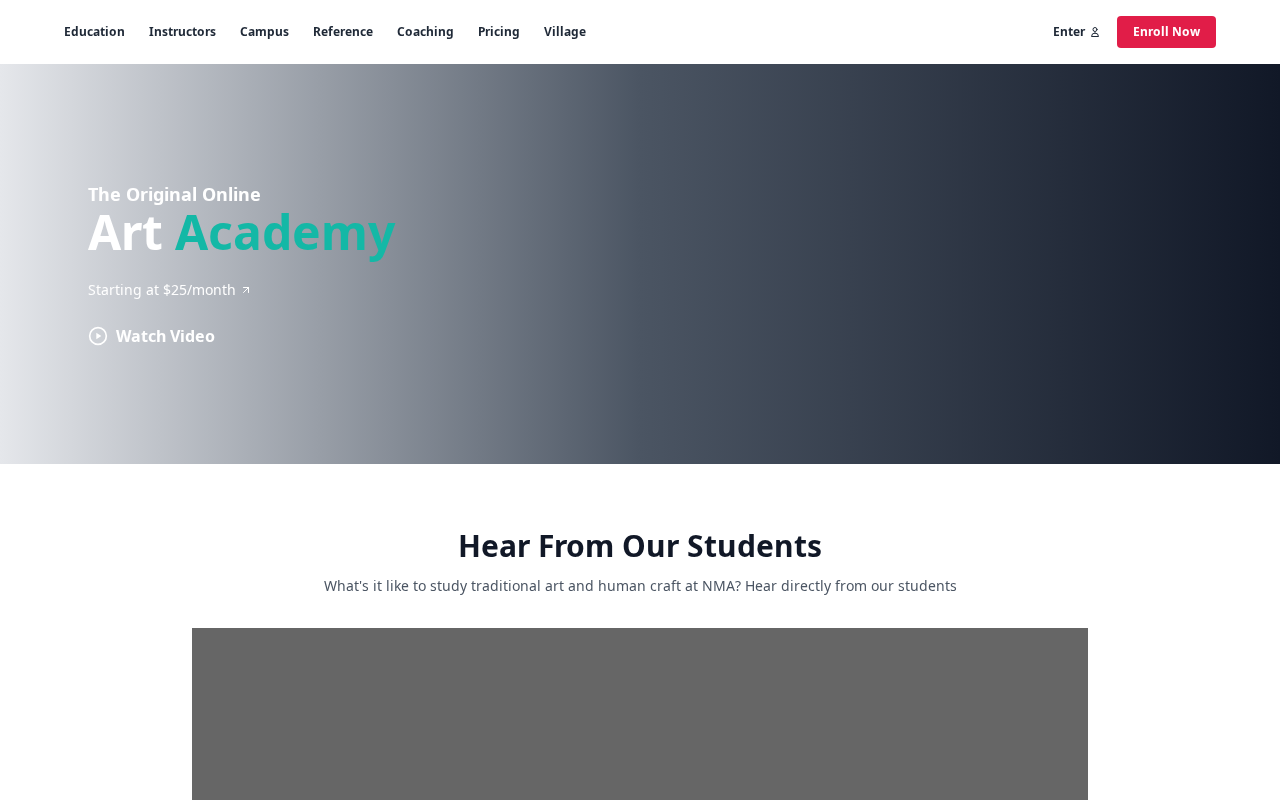 Education Instructors Campus Reference Coaching Pricing Village Enter Enroll Now
The Original Online
Art Academy
Starting at $25/month
Watch Video
Hear From Our Students
What's it like to study traditional art and human craft at NMA? Hear directly from our students